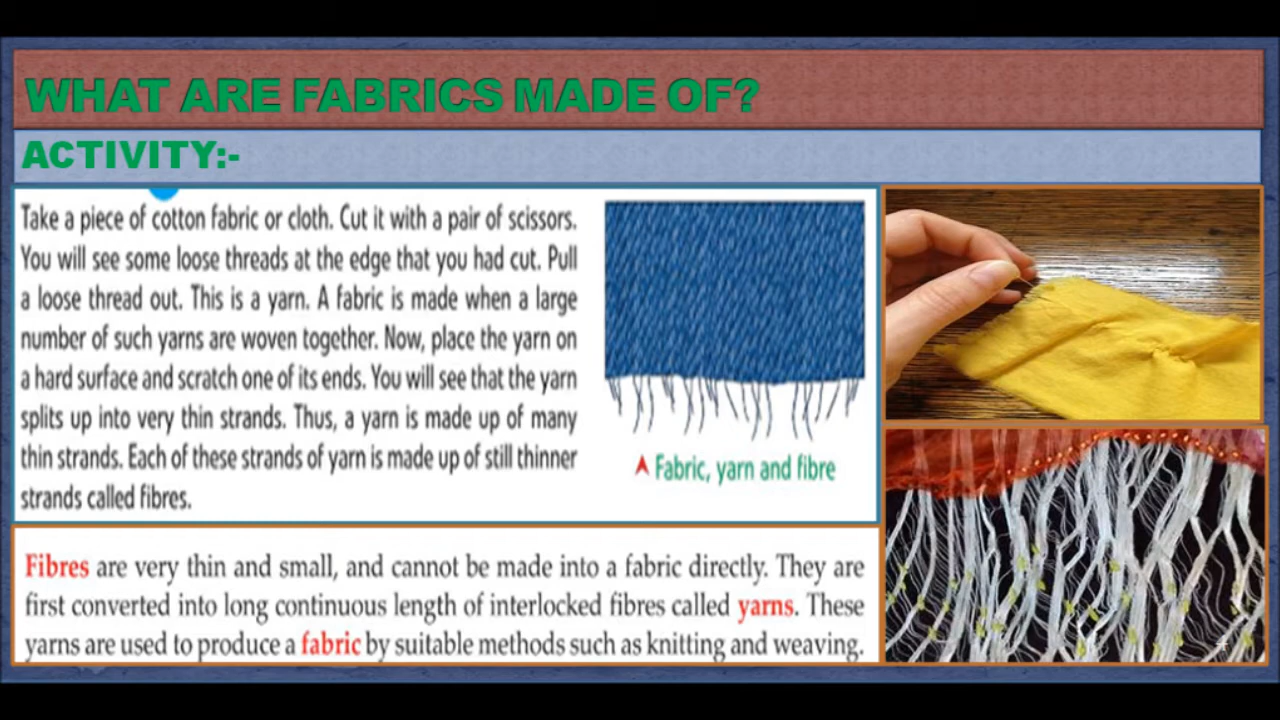 WHAT ARE FABRICS MADE OF?
ACTIVITY:-
Take a piece of cotton fabric or cloth. Cut it with a pair of scissors.
You will see some loose threads at the edge that you had cut. Pull
a loose thread out. This is a yarn. A fabric is made when a large
number of such yarns are woven together. Now, place the yarn on
a hard surface and scratch one of its ends. You will see that the yarn
splits up into very thin strands. Thus, a yarn is made up of many
thin strands. Each of these strands of yarn is made up of still thinner
strands called fibres.
Fabric, yarn and fibre
Fibres are very thin and small, and cannot be made into a fabric directly. They are
first converted into long continuous length of interlocked fibres called yarns. These
yarns are used to produce a fabric by suitable methods such as knitting and weaving.